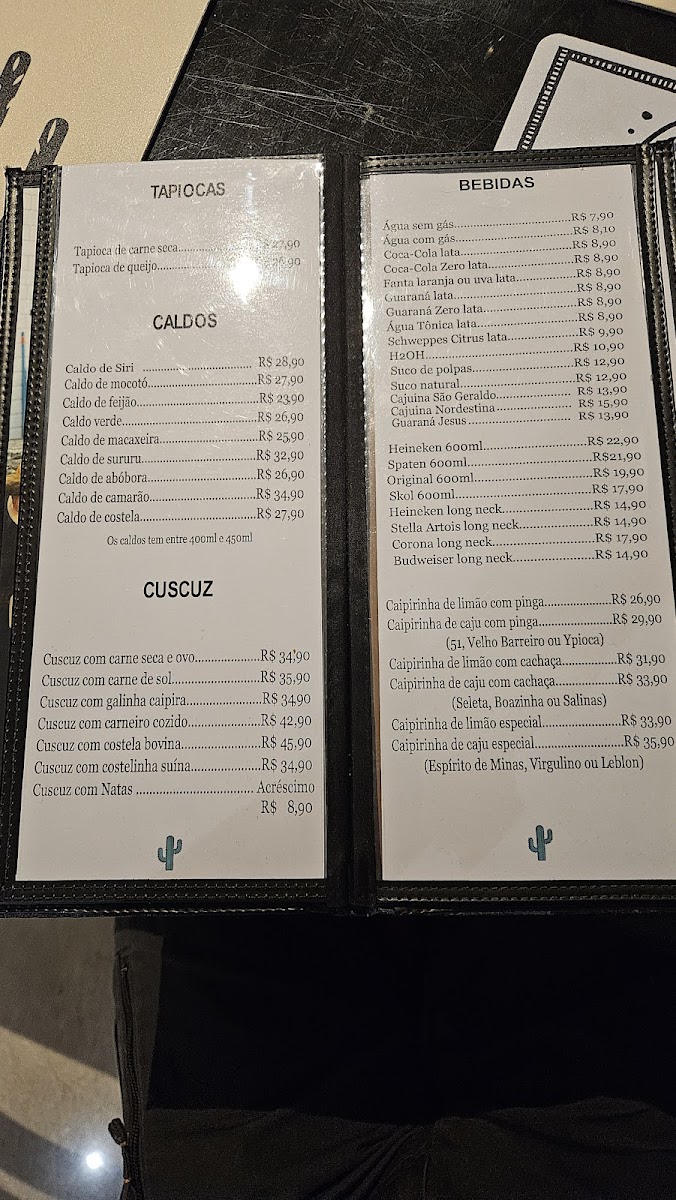 TAPIOCAS
Tapioca de carne seca........................27,90
Tapioca de queijo........................
CALDOS
Caldo de Siri ................................ R$ 28,90
Caldo de mocotó................................R$ 27,90
Caldo de feijão................................R$ 23,90
Caldo verde................................R$ 26,90
Caldo de macaxeira................................R$ 25,90
Caldo de sururu................................R$ 32,90
Caldo de abóbora................................R$ 26,90
Caldo de camarão................................R$ 34,90
Caldo de costela................................R$ 27,90
Os caldos tem entre 400ml e 450ml
CUSCUZ
Cuscuz com carne seca e ovo..................R$ 34,90
Cuscuz com carne de sol........................R$ 35,90
Cuscuz com galinha caipira.....................R$ 3490
Cuscuz com carneiro cozido....................R$ 42,90
Cuscuz com costela bovina......................R$ 45,90
Cuscuz com costelinha suína...................R$ 34,90
Cuscuz com Natas ................................ Acréscimo
R$ 8,90
BEBIDAS
Água sem gás................................R$ 7,90
Água com gás................................R$ 8,10
Coca-Cola lata................................R$ 8,90
Coca-Cola Zero lata........................R$ 8,90
Fanta laranja ou uva lata................R$ 8,90
Guaraná lata................................R$ 8,90
Guaraná Zero lata........................R$ 8,90
Água Tônica lata...........................R$ 8,90
Schweppes Citrus lata...................R$ 9,90
H2OH................................R$ 10,90
Suco de polpas...........................R$ 12,90
Suco natural................................R$ 12,90
Cajuina São Geraldo.................... R$ 13,90
Cajuina Nordestina.................... R$ 15,90
Guaraná Jesus........................... R$ 13,90
Heineken 600ml...........................R$ 22,90
Spaten 600ml................................R$21,90
Original 600ml................................R$ 19,90
Skol 600ml................................R$ 17,90
Heineken long neck........................R$ 14,90
Stella Artois long neck....................R$ 14,90
Corona long neck...........................R$ 17,90
Budweiser long neck.......................R$ 14,90
Caipirinha de limão com pinga....................R$ 26,90
Caipirinha de caju com pinga......................R$ 29,90
(51, Velho Barreiro ou Ypioca)
Caipirinha de limão com cachaça................R$ 31,90
Caipirinha de caju com cachaça..................R$ 33,90
(Seleta, Boazinha ou Salinas)
Caipirinha de limão especial........................R$ 33,90
Caipirinha de caju especial...........................R$ 35,90
(Espírito de Minas, Virgulino ou Leblon)